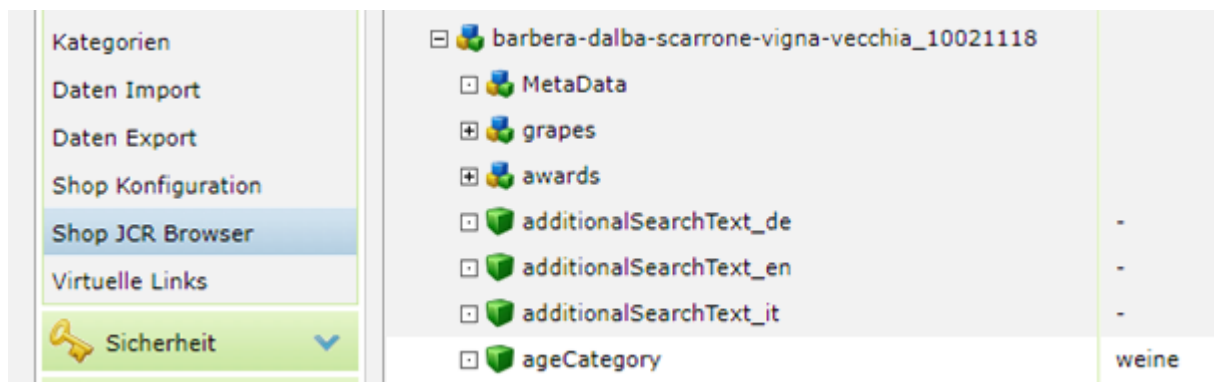 Kategorien
Daten Import
Daten Export
Shop Konfiguration
Shop JCR Browser
Virtuelle Links
Sicherheit
barbera-dalba-scarrone-vigna-vecchia_10021118
MetaData
grapes
awards
additionalSearchText_de -
additionalSearchText_en -
additionalSearchText_it -
ageCategory weine